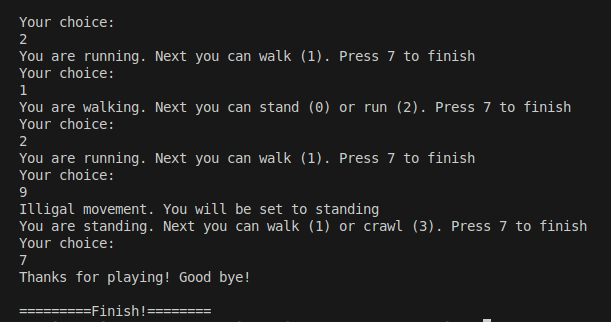 Your choice:
2
You are running. Next you can walk (1). Press 7 to finish
Your choice:
1
You are walking. Next you can stand (0) or run (2). Press 7 to finish
Your choice:
2
You are running. Next you can walk (1). Press 7 to finish
Your choice:
9
Illigal movement. You will be set to standing
You are standing. Next you can walk (1) or crawl (3). Press 7 to finish
Your choice:
7
Thanks for playing! Good bye!
=========Finish!========